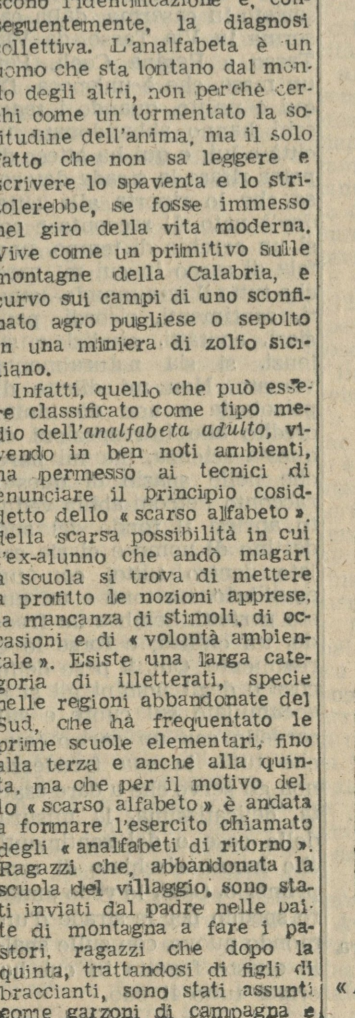 scono l'identificazione e, con-
seguentemente, la diagnosi
collettiva. L'analfabeta è un
uomo che sta lontano dal mon-
do degli altri, non perchè cer-
chi come un tormentato la so-
litudine dell'anima, ma il solo
fatto che non sa leggere e
scrivere lo spaventa e lo stri-
tolerebbe, se fosse immesso
nel giro della vita moderna.
Vive come un primitivo sulle
montagne della Calabria, e
curvo sui campi di uno sconfi-
nato agro pugliese o sepolto
in una miniera di zolfo sici-
liano.
Infatti, quello che può esse-
re classificato come tipo me-
dio dell'analfabeta adulto, vi-
vendo in ben noti ambienti,
ha permesso ai tecnici di
enunciare il principio cosid-
detto dello « scarso alfabeto »,
della scarsa possibilità in cui
l'ex-alunno che andò magari
a scuola si trova di mettere
a profitto le nozioni apprese,
la mancanza di stimoli, di oc-
casioni e di « volontà ambien-
tale ». Esiste una larga cate-
goria di illetterati, specie
nelle regioni abbandonate del
Sud, che ha frequentato le
prime scuole elementari, fino
alla terza e anche alla quin-
ta, ma che per il motivo del
lo « scarso alfabeto » è andata
a formare l'esercito chiamato
degli « analfabeti di ritorno ».
Ragazzi che, abbandonata la
scuola del villaggio, sono sta-
ti inviati dal padre nelle bai-
te di montagna a fare i pa-
stori, ragazzi che dopo la
quinta, trattandosi di figli di
braccianti, sono stati assunti
come garzoni di campagna e
«